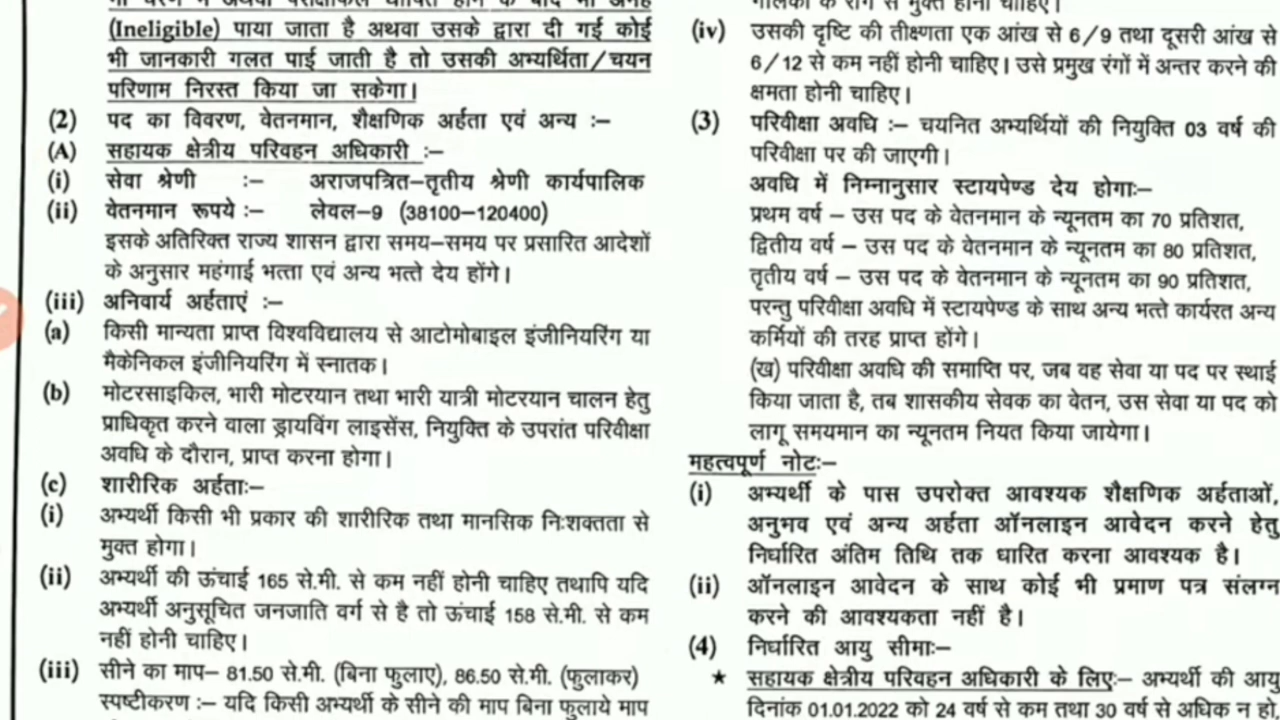 (Ineligible) पाया जाता है अथवा उसके द्वारा दी गई कोई
भी जानकारी गलत पाई जाती है तो उसकी अभ्यर्थिता/चयन
परिणाम निरस्त किया जा सकेगा।
(2) पद का विवरण, वेतनमान, शैक्षणिक अर्हता एवं अन्य :–
(A) सहायक क्षेत्रीय परिवहन अधिकारी :–
(i) सेवा श्रेणी :– अराजपत्रित–तृतीय श्रेणी कार्यपालिक
(ii) वेतनमान रूपये :– लेवल–9 (38100–120400)
इसके अतिरिक्त राज्य शासन द्वारा समय–समय पर प्रसारित आदेशों
के अनुसार महंगाई भत्ता एवं अन्य भत्ते देय होंगे।
(iii) अनिवार्य अर्हताएं :–
(a) किसी मान्यता प्राप्त विश्वविद्यालय से आटोमोबाइल इंजीनियरिंग या
मैकेनिकल इंजीनियरिंग में स्नातक।
(b) मोटरसाइकिल, भारी मोटरयान तथा भारी यात्री मोटरयान चालन हेतु
प्राधिकृत करने वाला ड्रायविंग लाइसेंस, नियुक्ति के उपरांत परिवीक्षा
अवधि के दौरान, प्राप्त करना होगा।
(c) शारीरिक अर्हताः–
(i) अभ्यर्थी किसी भी प्रकार की शारीरिक तथा मानसिक निःशक्तता से
मुक्त होगा।
(ii) अभ्यर्थी की ऊंचाई 165 से.मी. से कम नहीं होनी चाहिए तथापि यदि
अभ्यर्थी अनुसूचित जनजाति वर्ग से है तो ऊंचाई 158 से.मी. से कम
नहीं होनी चाहिए।
(iii) सीने का माप– 81.50 से.मी. (बिना फुलाए), 86.50 से.मी. (फुलाकर)
स्पष्टीकरण :– यदि किसी अभ्यर्थी के सीने की माप बिना फुलाये माप
(iv) उसकी दृष्टि की तीक्ष्णता एक आंख से 6/9 तथा दूसरी आंख से
6/12 से कम नहीं होनी चाहिए। उसे प्रमुख रंगों में अन्तर करने की
क्षमता होनी चाहिए।
(3) परिवीक्षा अवधि :– चयनित अभ्यर्थियों की नियुक्ति 03 वर्ष की
परिवीक्षा पर की जाएगी।
अवधि में निम्नानुसार स्टायपेण्ड देय होगाः–
प्रथम वर्ष – उस पद के वेतनमान के न्यूनतम का 70 प्रतिशत,
द्वितीय वर्ष – उस पद के वेतनमान के न्यूनतम का 80 प्रतिशत,
तृतीय वर्ष – उस पद के वेतनमान के न्यूनतम का 90 प्रतिशत,
परन्तु परिवीक्षा अवधि में स्टायपेण्ड के साथ अन्य भत्ते कार्यरत अन्य
कर्मियों की तरह प्राप्त होंगे।
(ख) परिवीक्षा अवधि की समाप्ति पर, जब वह सेवा या पद पर स्थाई
किया जाता है, तब शासकीय सेवक का वेतन, उस सेवा या पद को
लागू समयमान का न्यूनतम नियत किया जायेगा।
महत्वपूर्ण नोटः–
(i) अभ्यर्थी के पास उपरोक्त आवश्यक शैक्षणिक अर्हताओं,
अनुभव एवं अन्य अर्हता ऑनलाइन आवेदन करने हेतु
निर्धारित अंतिम तिथि तक धारित करना आवश्यक है।
(ii) ऑनलाइन आवेदन के साथ कोई भी प्रमाण पत्र संलग्न
करने की आवश्यकता नहीं है।
(4) निर्धारित आयु सीमाः–
★ सहायक क्षेत्रीय परिवहन अधिकारी के लिएः– अभ्यर्थी की आयु
दिनांक 01.01.2022 को 24 वर्ष से कम तथा 30 वर्ष से अधिक न हो